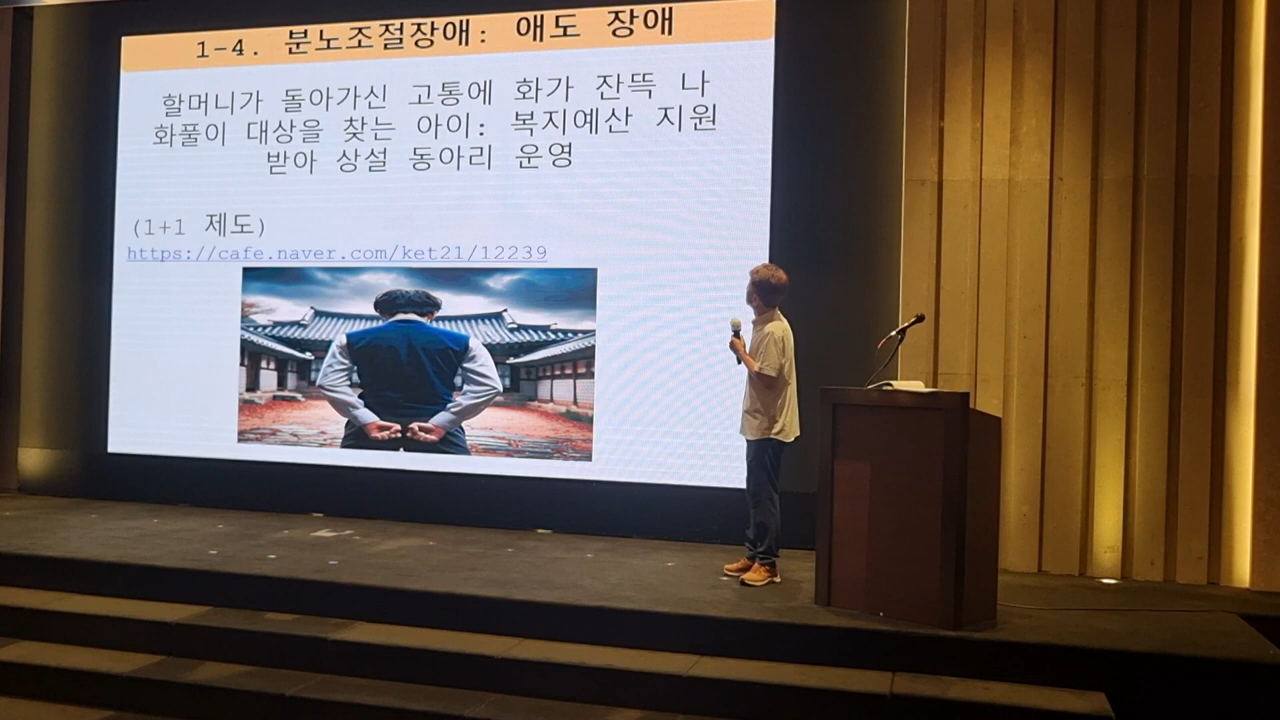 1-4. 분노조절장애: 애도 장애
할머니가 돌아가신 고통에 화가 잔뜩 나
화풀이 대상을 찾는 아이: 복지예산 지원
받아 상설 동아리 운영
(1+1 제도)
https://cafe.naver.com/ket21/12239